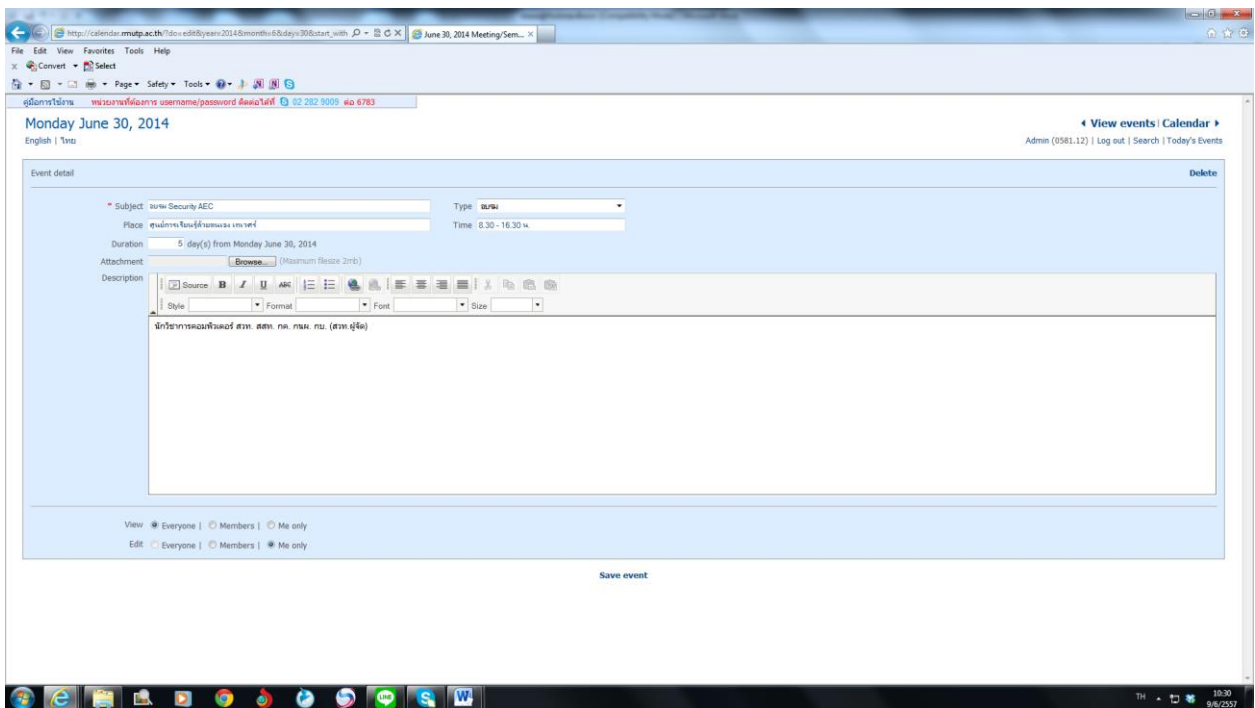 http://calendar.rmutp.ac.th/?do=edit&year=2014&month=6&day=30&start_with
June 30, 2014 Meeting/Sem...
File Edit View Favorites Tools Help
Convert Select
Page Safety Tools
คู่มือการใช้งาน หน่วยงานที่ต้องการ username/password ติดต่อได้ที่ 02 282 9009 ต่อ 6783
Monday June 30, 2014
View events | Calendar
English | ไทย
Admin (0581.12) | Log out | Search | Today's Events
Event detail
Delete
* Subject อบรม Security AEC
Type อบรม
Place ศูนย์การเรียนรู้ด้วยตนเอง เทเวศร์
Time 8.30 - 16.30 น.
Duration 5 day(s) from Monday June 30, 2014
Attachment Browse... (Maximum filesize 2mb)
Description
Source B I U ABC
Style Format Font Size
นักวิชาการคอมพิวเตอร์ สวท. สสท. กค. กนผ. กบ. (สวท.ผู้จัด)
View Everyone | Members | Me only
Edit Everyone | Members | Me only
Save event
LINE
TH
10:30
9/6/2557